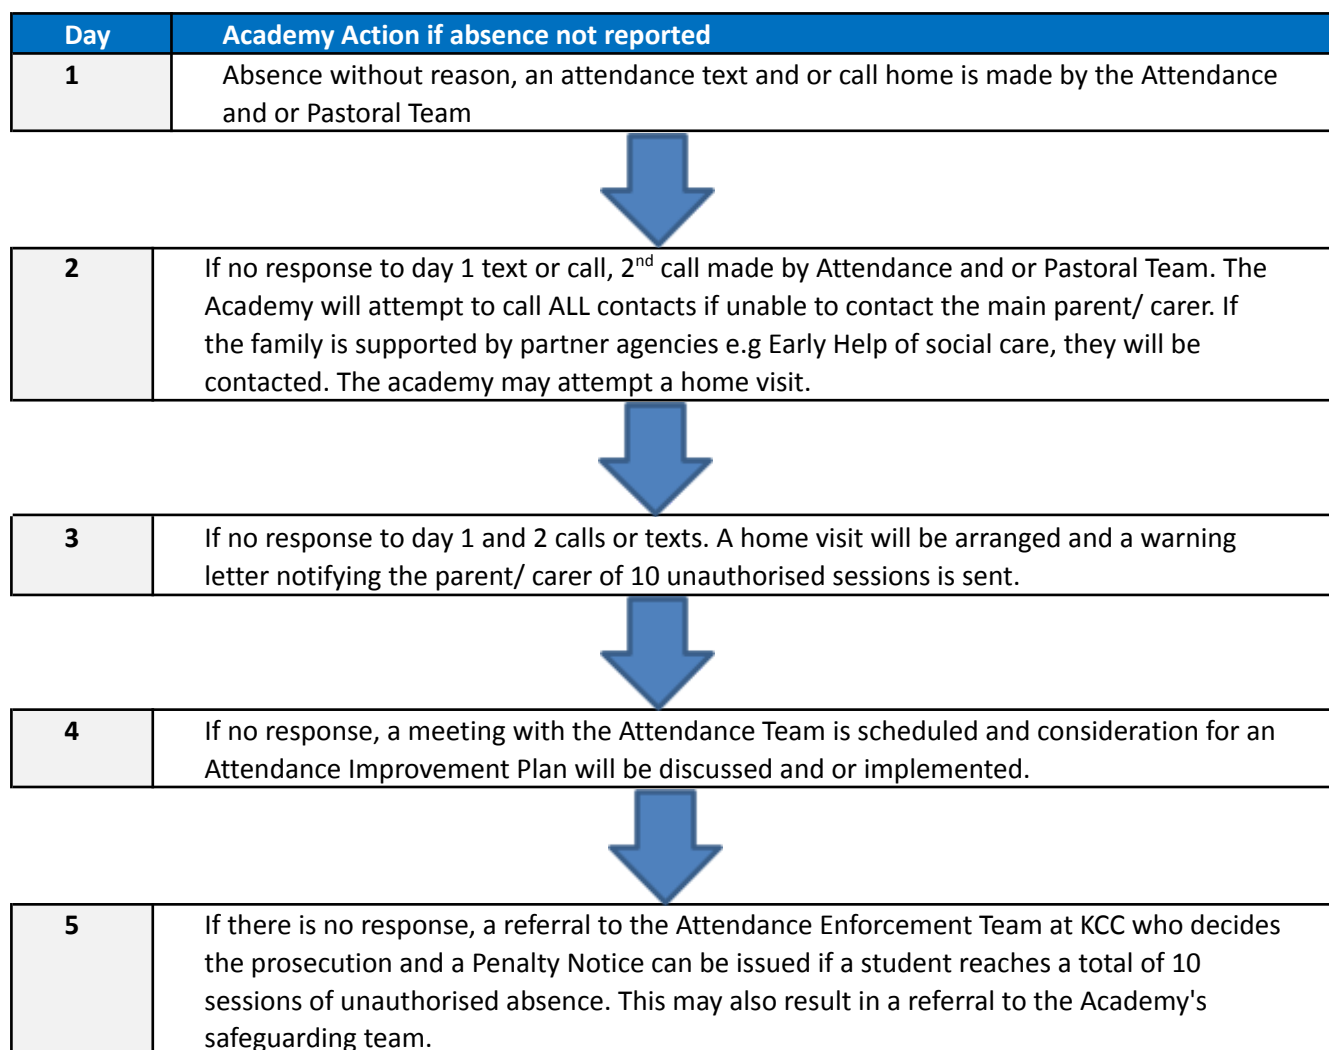 Day Academy Action if absence not reported
1 Absence without reason, an attendance text and or call home is made by the Attendance
and or Pastoral Team
2 If no response to day 1 text or call, 2nd call made by Attendance and or Pastoral Team. The
Academy will attempt to call ALL contacts if unable to contact the main parent/ carer. If
the family is supported by partner agencies e.g Early Help of social care, they will be
contacted. The academy may attempt a home visit.
3 If no response to day 1 and 2 calls or texts. A home visit will be arranged and a warning
letter notifying the parent/ carer of 10 unauthorised sessions is sent.
4 If no response, a meeting with the Attendance Team is scheduled and consideration for an
Attendance Improvement Plan will be discussed and or implemented.
5 If there is no response, a referral to the Attendance Enforcement Team at KCC who decides
the prosecution and a Penalty Notice can be issued if a student reaches a total of 10
sessions of unauthorised absence. This may also result in a referral to the Academy's
safeguarding team.